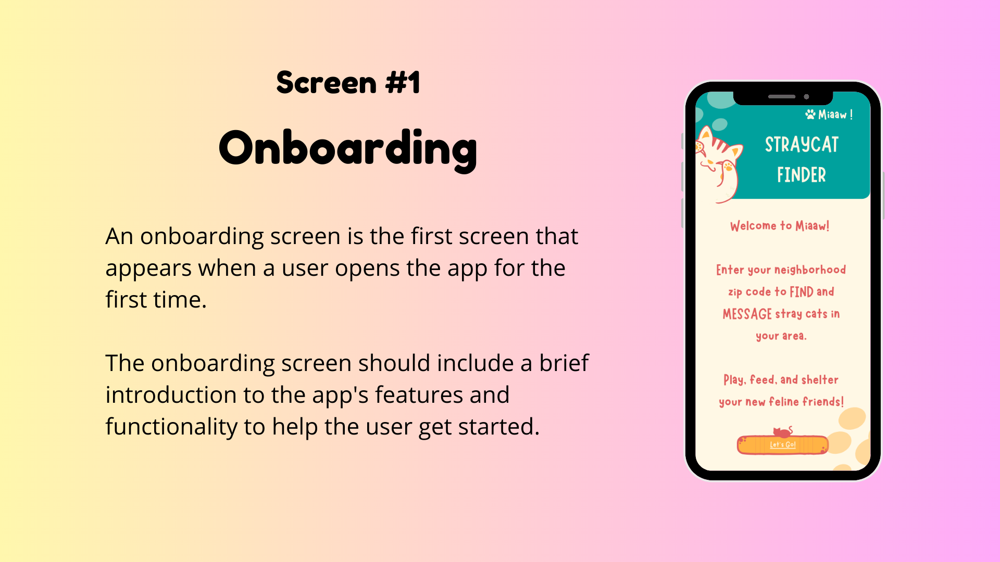 Screen #1
Onboarding
An onboarding screen is the first screen that
appears when a user opens the app for the
first time.
The onboarding screen should include a brief
introduction to the app's features and
functionality to help the user get started.
Miaaw !
STRAYCAT
FINDER
Welcome to Miaaw!
Enter your neighborhood
zip code to FIND and
MESSAGE stray cats in
your area.
Play, feed, and shelter
your new feline friends!
Let's Go!